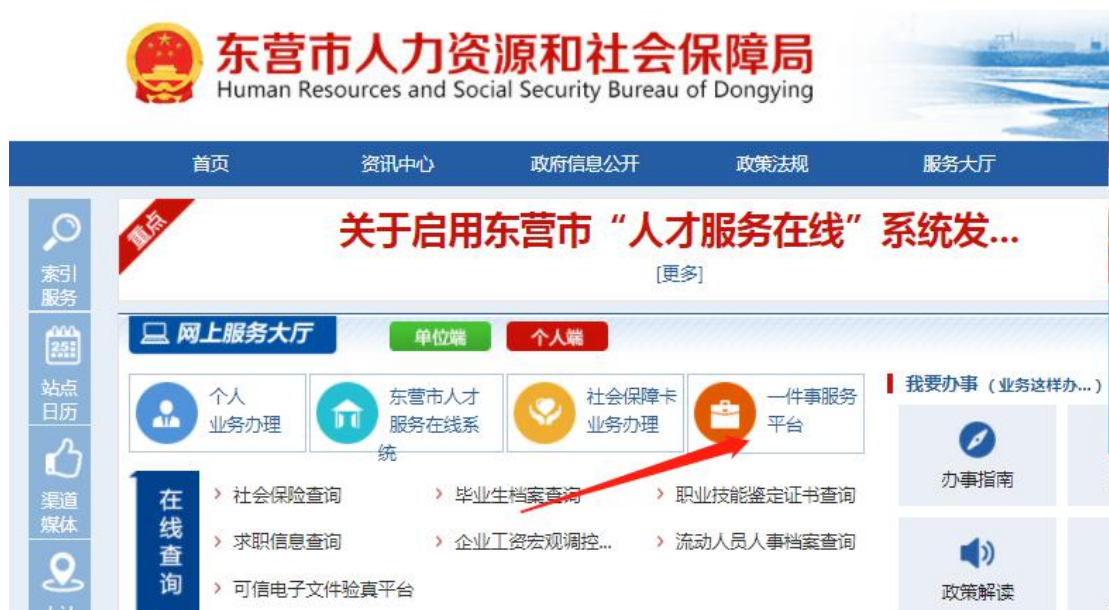 东营市人力资源和社会保障局
Human Resources and Social Security Bureau of Dongying
首页 资讯中心 政府信息公开 政策法规 服务大厅
重点
关于启用东营市“人才服务在线”系统发...
[更多]
索引
服务
站点
日历
渠道
媒体
网上服务大厅 单位端 个人端
个人
业务办理
东营市人才
服务在线系
统
社会保障卡
业务办理
一件事服务
平台
在线查询
社会保险查询 毕业生档案查询 职业技能鉴定证书查询
求职信息查询 企业工资宏观调控... 流动人员人事档案查询
可信电子文件验真平台
我要办事（业务这样办...）
办事指南
政策解读